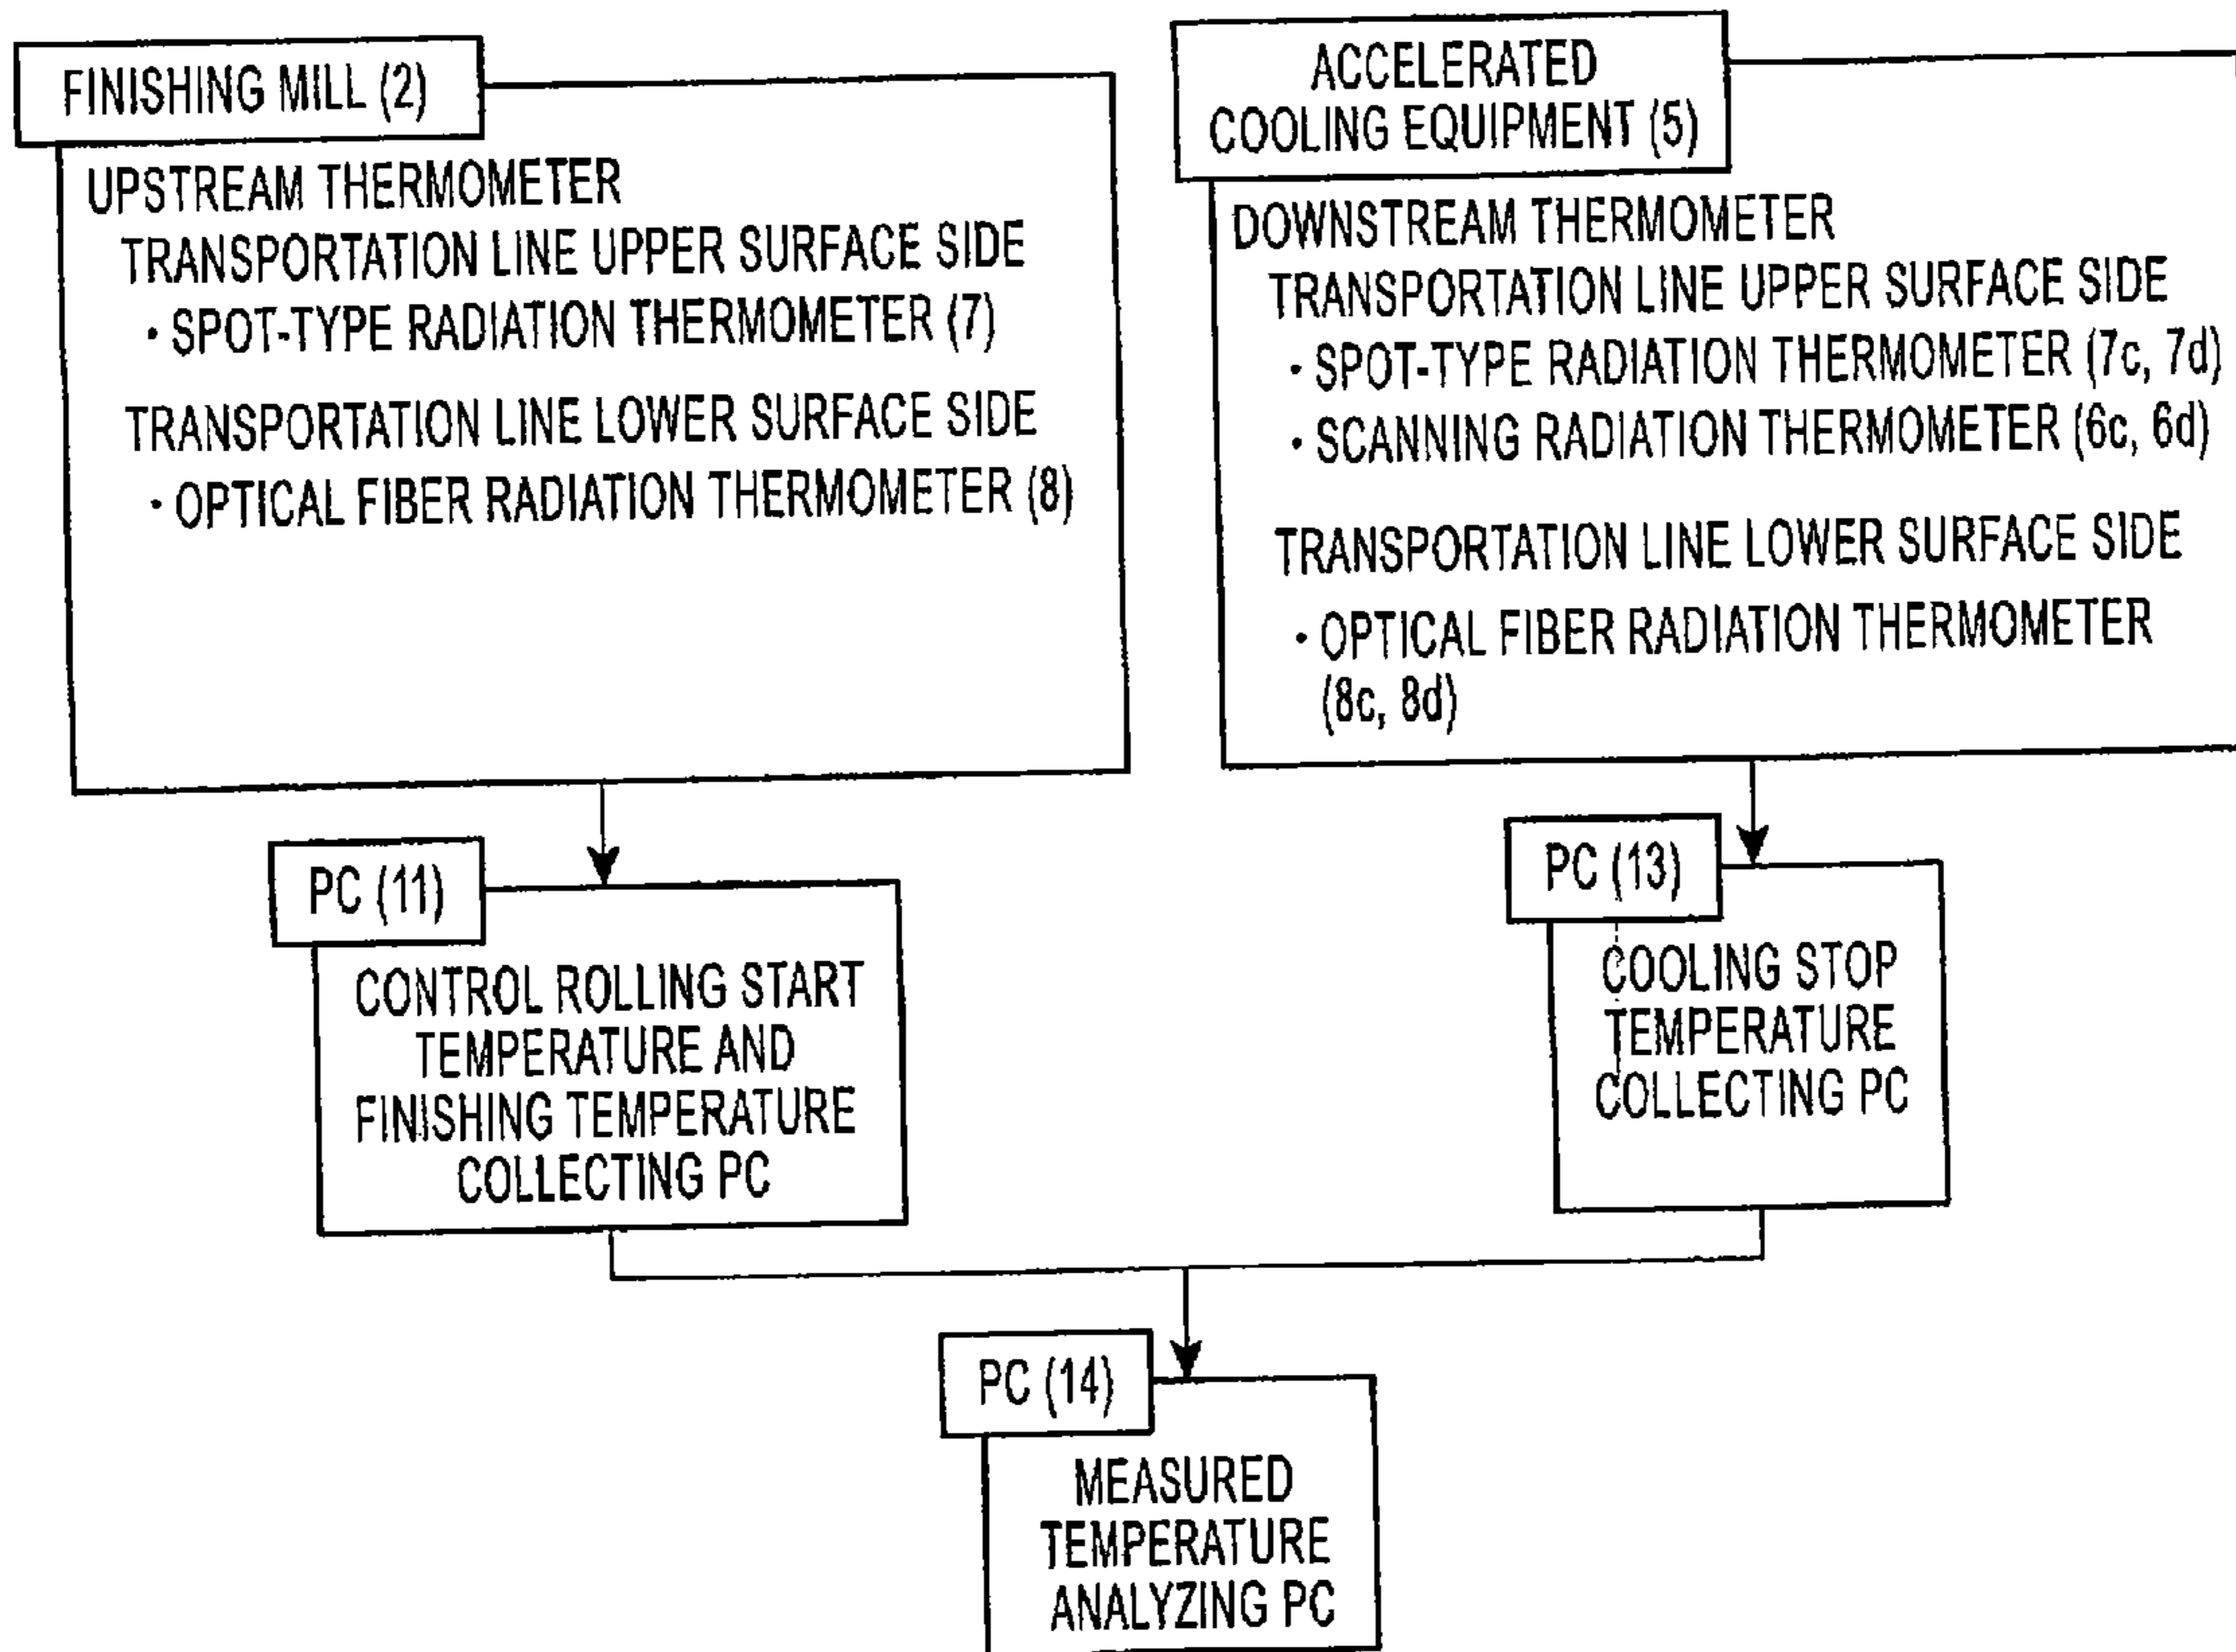 FINISHING MILL (2)
UPSTREAM THERMOMETER
TRANSPORTATION LINE UPPER SURFACE SIDE
• SPOT-TYPE RADIATION THERMOMETER (7)
TRANSPORTATION LINE LOWER SURFACE SIDE
• OPTICAL FIBER RADIATION THERMOMETER (8)
ACCELERATED
COOLING EQUIPMENT (5)
DOWNSTREAM THERMOMETER
TRANSPORTATION LINE UPPER SURFACE SIDE
• SPOT-TYPE RADIATION THERMOMETER (7c, 7d)
• SCANNING RADIATION THERMOMETER (6c, 6d)
TRANSPORTATION LINE LOWER SURFACE SIDE
• OPTICAL FIBER RADIATION THERMOMETER
(8c, 8d)
PC (11)
CONTROL ROLLING START
TEMPERATURE AND
FINISHING TEMPERATURE
COLLECTING PC
PC (13)
COOLING STOP
TEMPERATURE
COLLECTING PC
PC (14)
MEASURED
TEMPERATURE
ANALYZING PC